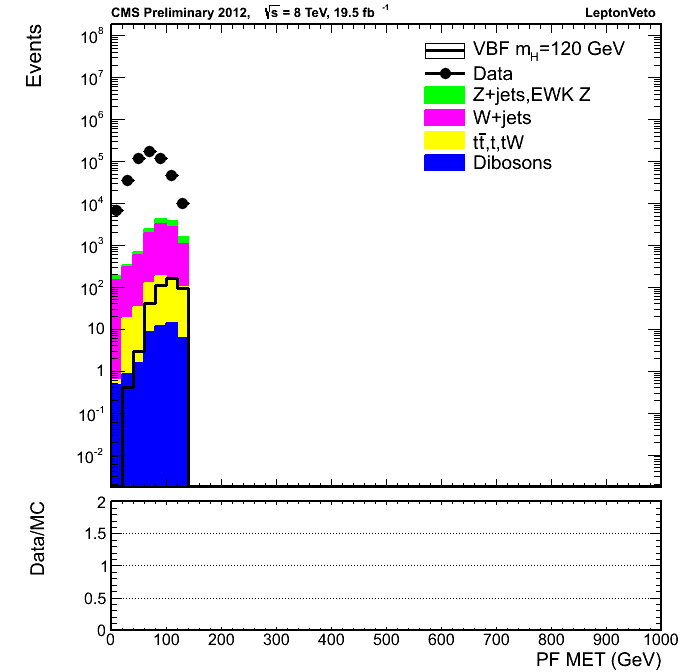 CMS Preliminary 2012, √s = 8 TeV, 19.5 fb⁻¹ LeptonVeto
Events
10⁸
10⁷
10⁶
10⁵
10⁴
10³
10²
10
1
10⁻¹
10⁻²
VBF m_H=120 GeV
Data
Z+jets,EWK Z
W+jets
tt̅,t,tW
Dibosons
Data/MC
2
1.5
1
0.5
0
0 100 200 300 400 500 600 700 800 900 1000
PF MET (GeV)